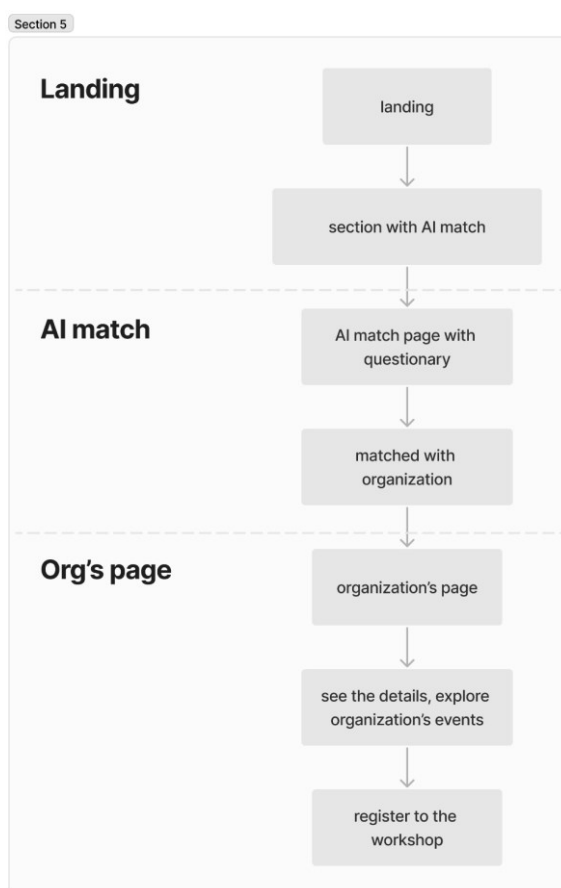 Section 5
Landing
landing
section with AI match
AI match
AI match page with
questionary
matched with
organization
Org’s page
organization’s page
see the details, explore
organization’s events
register to the
workshop